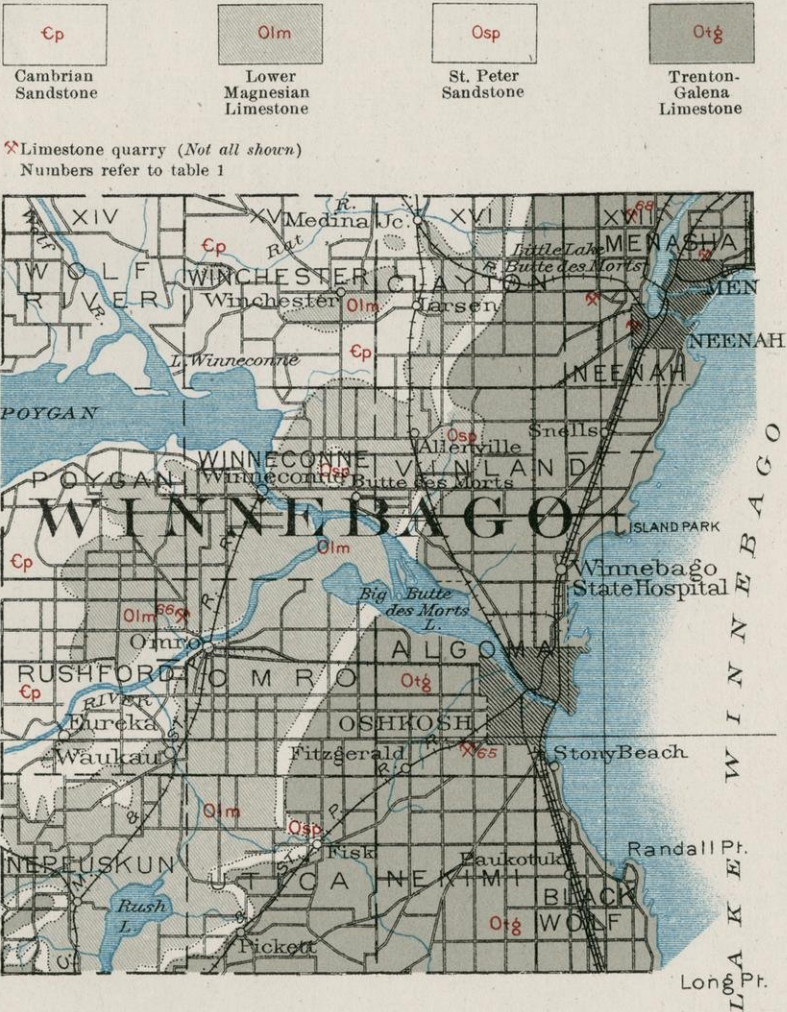 Єp
Olm
Osp
Otg
Cambrian
Sandstone
Lower
Magnesian
Limestone
St. Peter
Sandstone
Trenton-
Galena
Limestone
Limestone quarry (Not all shown)
Numbers refer to table 1
XIV
XV
R.
Medina Jc.
XVI
XVII
68
Wolf
Єp
Rat
Little Lake
MENASHA
WOLF
R.
Butte des Morts
WINCHESTER
CLAYTON
MEN
RIVER
Winchester
Olm
Larsen
R.
NEENAH
Єp
L. Winneconne
NEENAH
POYGAN
Osp
Snells
Allenville
WINNECONNE
Osp
VINLAND
POYGAN
Winneconne
Butte des Morts
WINNEBAGO
ISLAND PARK
R.
Olm
Єp
Winnebago
State Hospital
Big Butte
des Morts
L.
R.
Olm
66
Omro
ALGOMA
RUSHFORD
OMRO
Otg
Єp
RIVER
Eureka
OSHKOSH
Waukau
Fitzgerald
R.
65
Stony Beach
R.
Olm
P.
Osp
&
Randall Pt.
NEPEUSKUN
Fisk
Paukotuk
ST.
UTICA
NEKIMI
M.
BLACK
WOLF
Rush
L.
Otg
&
Pickett
C.
Long Pt.
LAKE WINNEBAGO